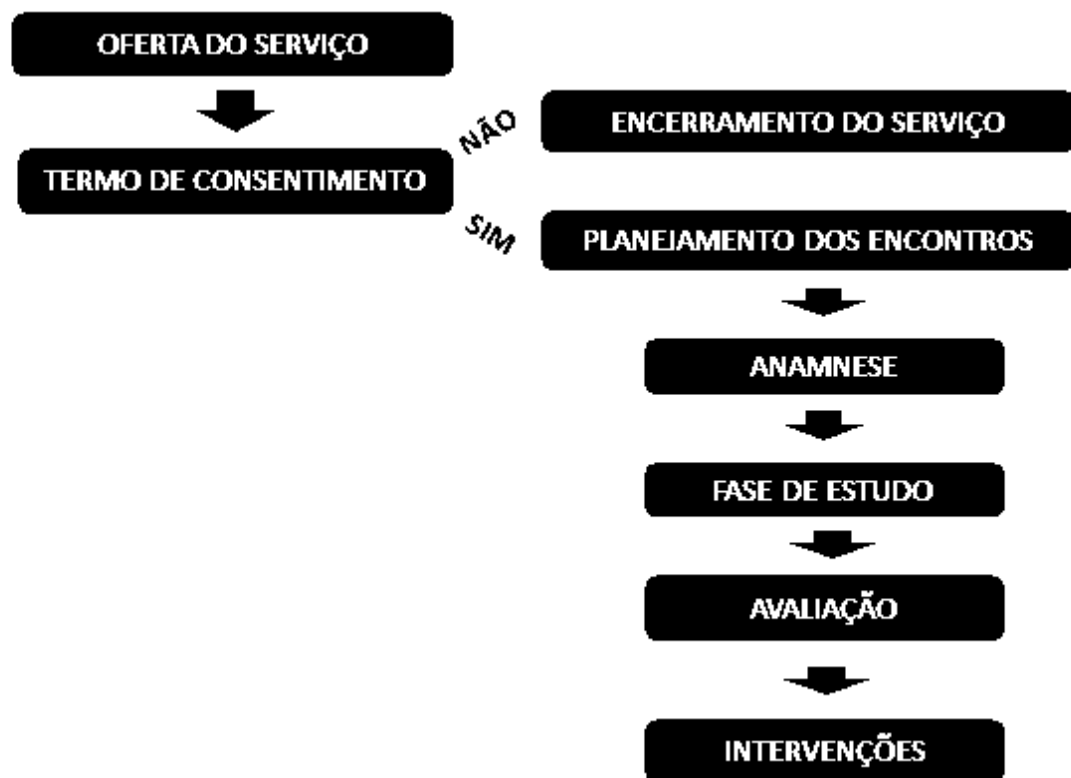 OFERTA DO SERVIÇO
TERMO DE CONSENTIMENTO
NÃO
ENCERRAMENTO DO SERVIÇO
SIM
PLANEJAMENTO DOS ENCONTROS
ANAMNESE
FASE DE ESTUDO
AVALIAÇÃO
INTERVENÇÕES